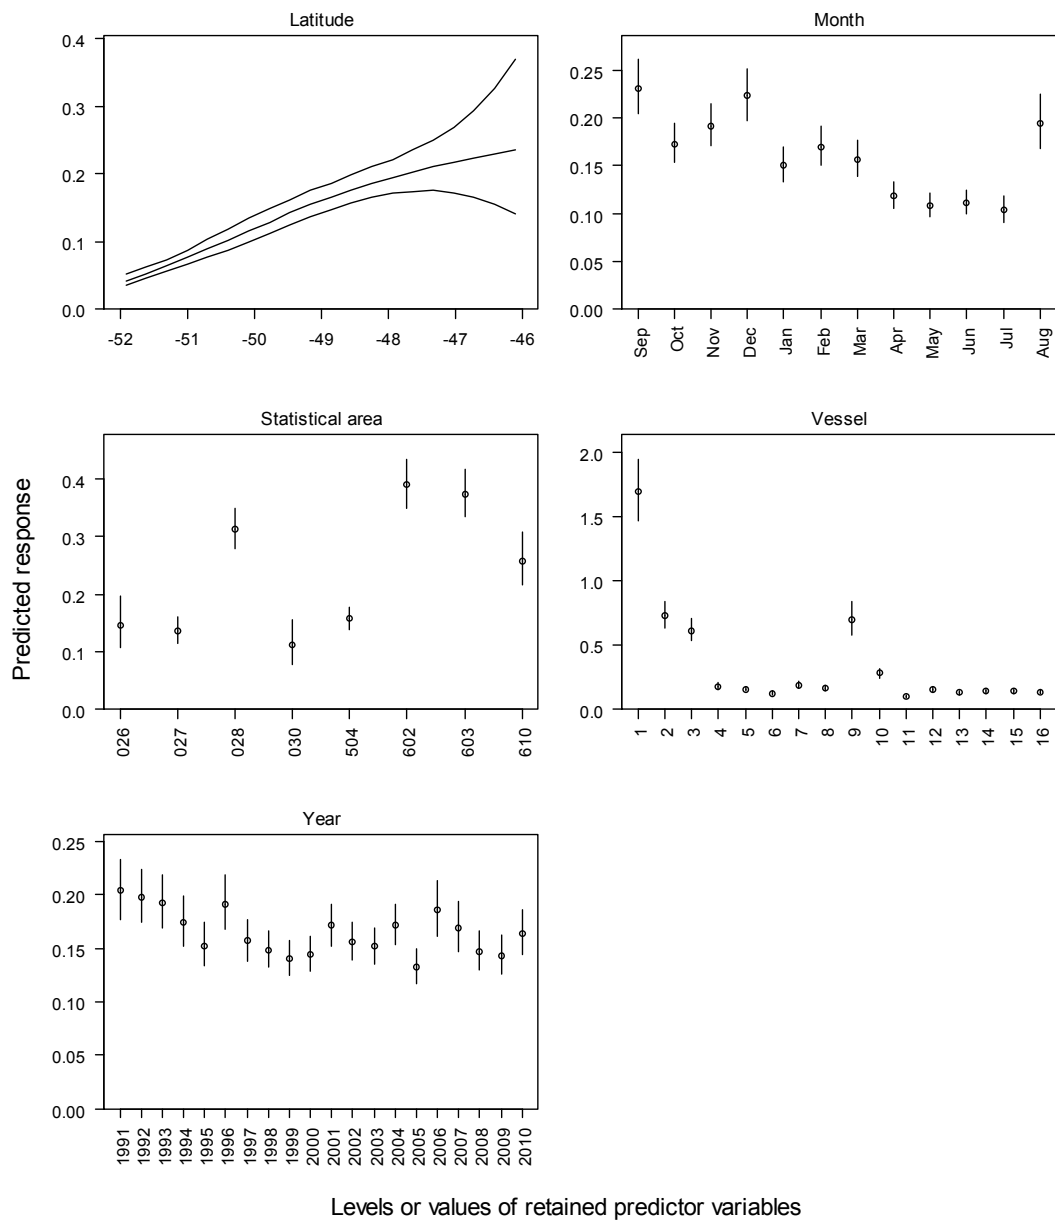 Latitude
0.4
0.3
0.2
0.1
0.0
-52 -51 -50 -49 -48 -47 -46
Month
0.25
0.20
0.15
0.10
0.05
0.00
Sep Oct Nov Dec Jan Feb Mar Apr May Jun Jul Aug
Statistical area
0.4
0.3
0.2
0.1
0.0
026 027 028 030 504 602 603 610
Vessel
2.0
1.5
1.0
0.5
0.0
1 2 3 4 5 6 7 8 9 10 11 12 13 14 15 16
Predicted response
Year
0.25
0.20
0.15
0.10
0.05
0.00
1991 1992 1993 1994 1995 1996 1997 1998 1999 2000 2001 2002 2003 2004 2005 2006 2007 2008 2009 2010
Levels or values of retained predictor variables